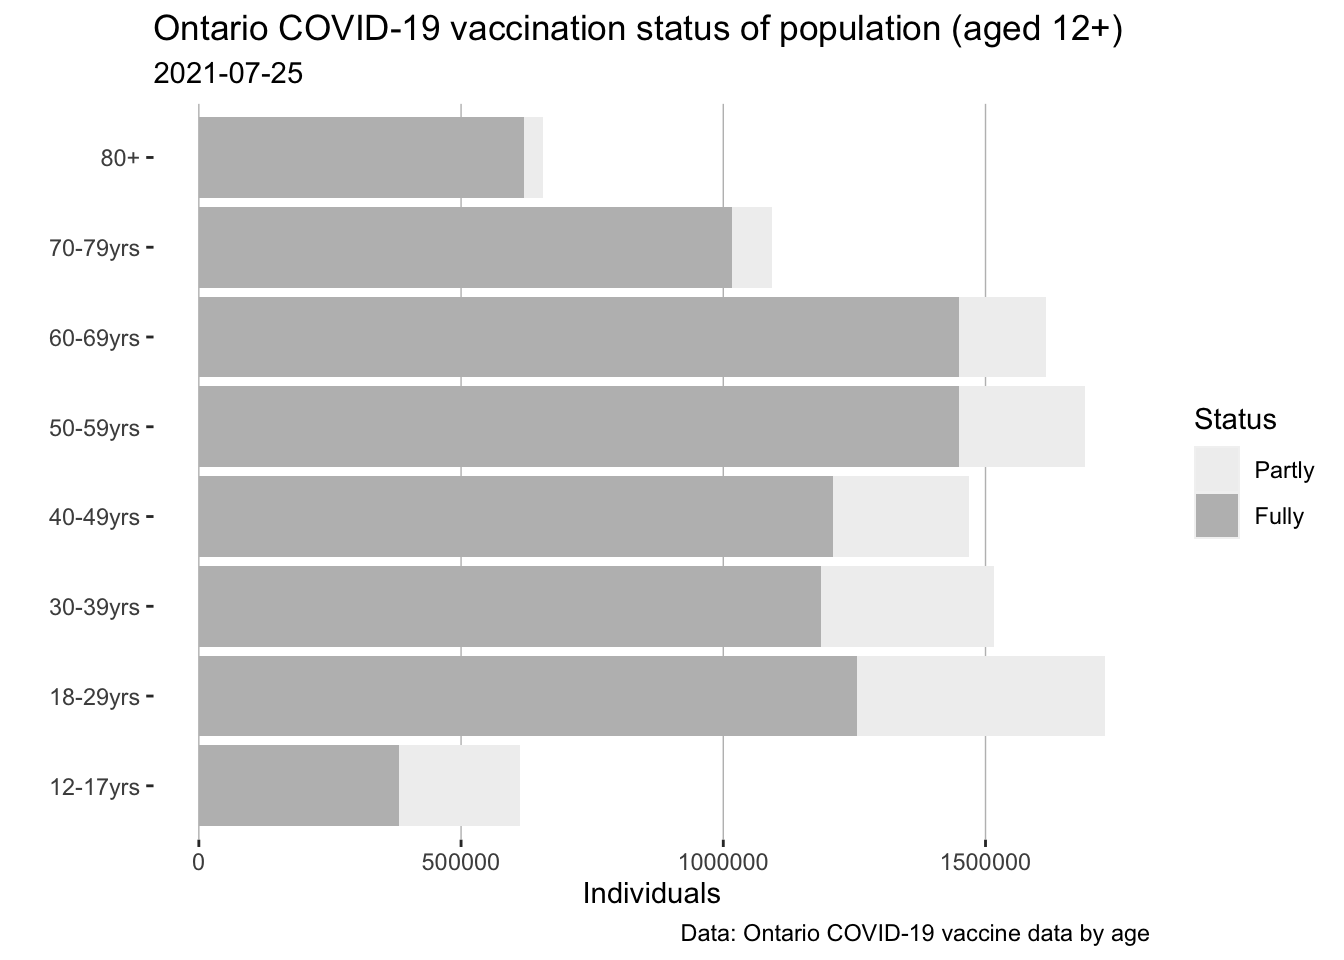 Ontario COVID-19 vaccination status of population (aged 12+)
2021-07-25
80+
70-79yrs
60-69yrs
50-59yrs
40-49yrs
30-39yrs
18-29yrs
12-17yrs
0 500000 1000000 1500000
Individuals
Status
Partly
Fully
Data: Ontario COVID-19 vaccine data by age